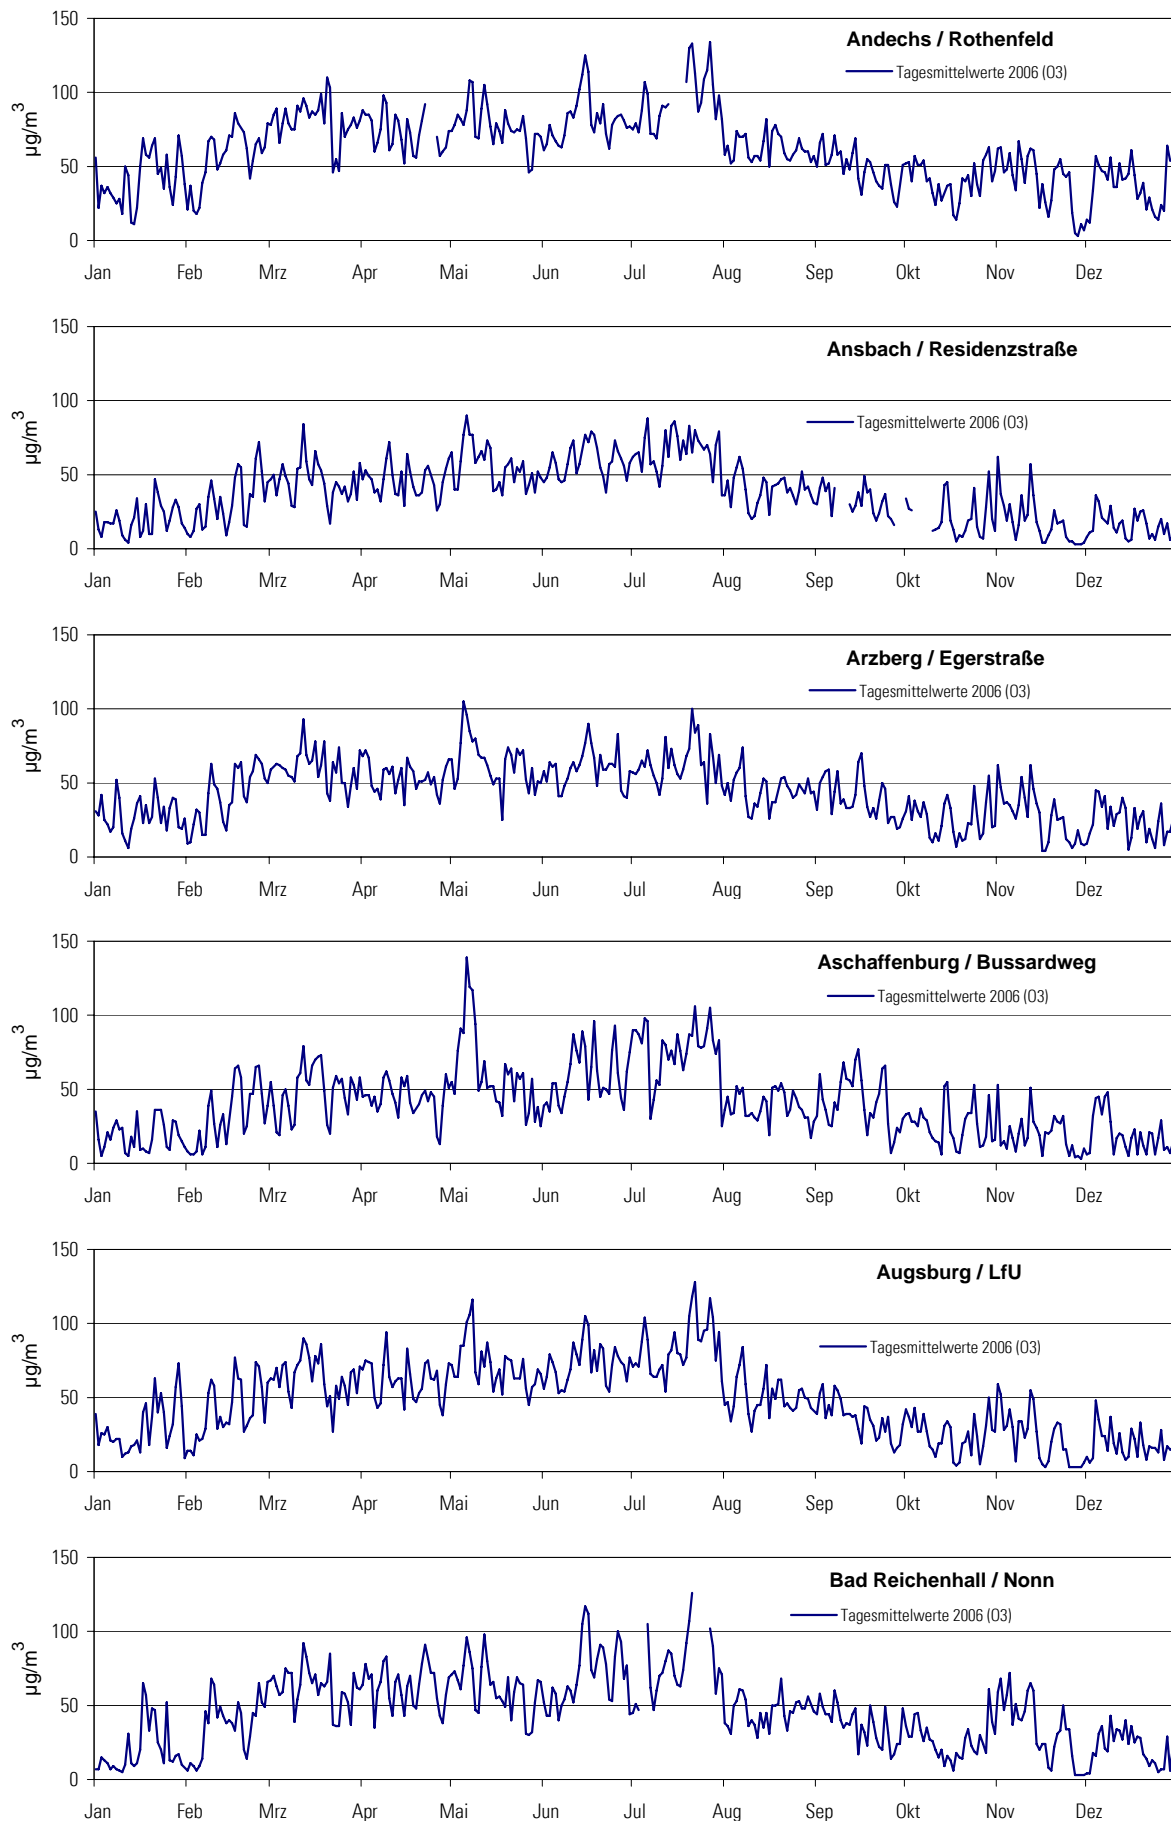 150
Andechs / Rothenfeld
Tagesmittelwerte 2006 (O3)
100
µg/m³
50
0
Jan Feb Mrz Apr Mai Jun Jul Aug Sep Okt Nov Dez
150
Ansbach / Residenzstraße
100
Tagesmittelwerte 2006 (O3)
µg/m³
50
0
Jan Feb Mrz Apr Mai Jun Jul Aug Sep Okt Nov Dez
150
Arzberg / Egerstraße
Tagesmittelwerte 2006 (O3)
100
µg/m³
50
0
Jan Feb Mrz Apr Mai Jun Jul Aug Sep Okt Nov Dez
150
Aschaffenburg / Bussardweg
Tagesmittelwerte 2006 (O3)
100
µg/m³
50
0
Jan Feb Mrz Apr Mai Jun Jul Aug Sep Okt Nov Dez
150
Augsburg / LfU
100
Tagesmittelwerte 2006 (O3)
µg/m³
50
0
Jan Feb Mrz Apr Mai Jun Jul Aug Sep Okt Nov Dez
150
Bad Reichenhall / Nonn
Tagesmittelwerte 2006 (O3)
100
µg/m³
50
0
Jan Feb Mrz Apr Mai Jun Jul Aug Sep Okt Nov Dez